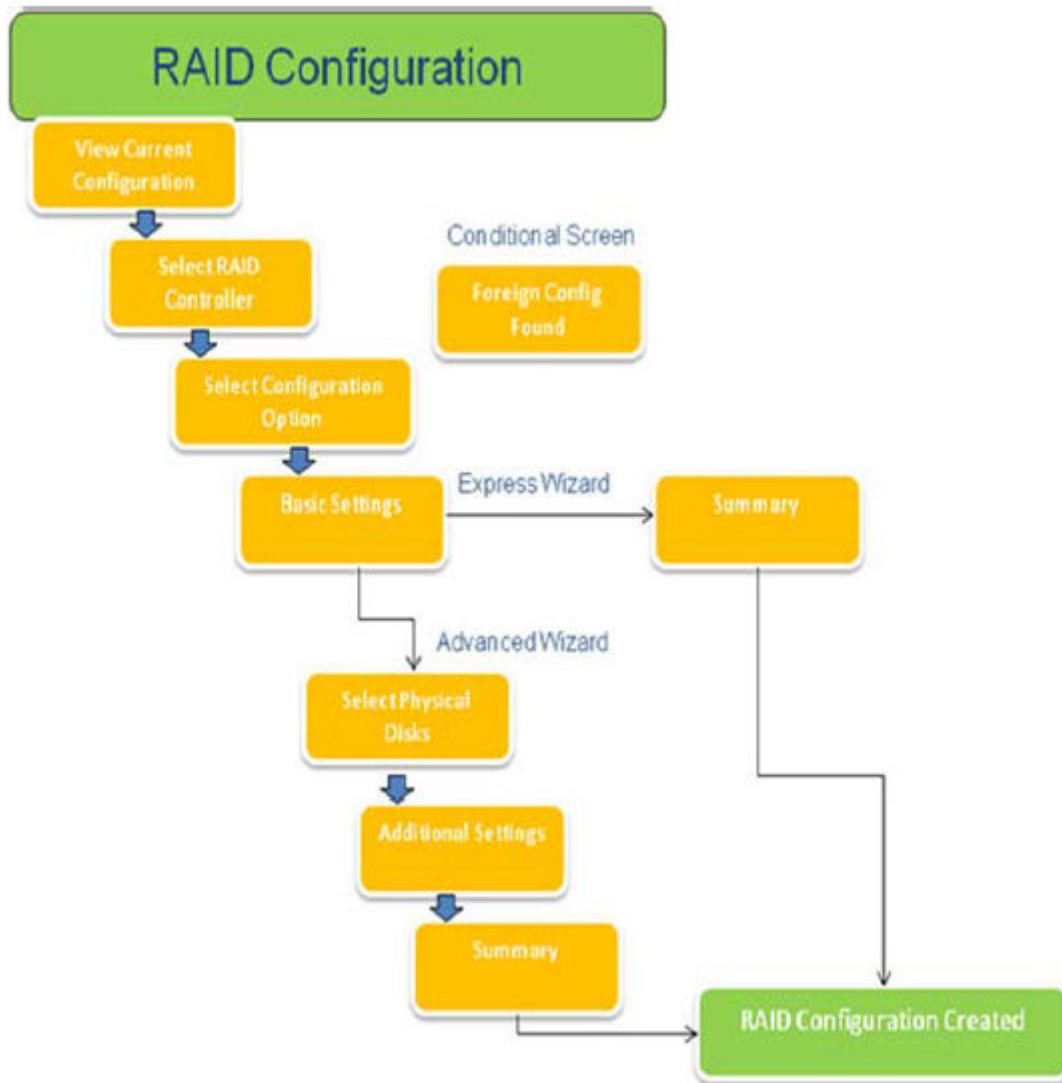 RAID Configuration
View Current
Configuration
Select RAID
Controller
Conditional Screen
Foreign Config
Found
Select Configuration
Option
Basic Settings
Express Wizard
Summary
Advanced Wizard
Select Physical
Disks
Additional Settings
Summary
RAID Configuration Created